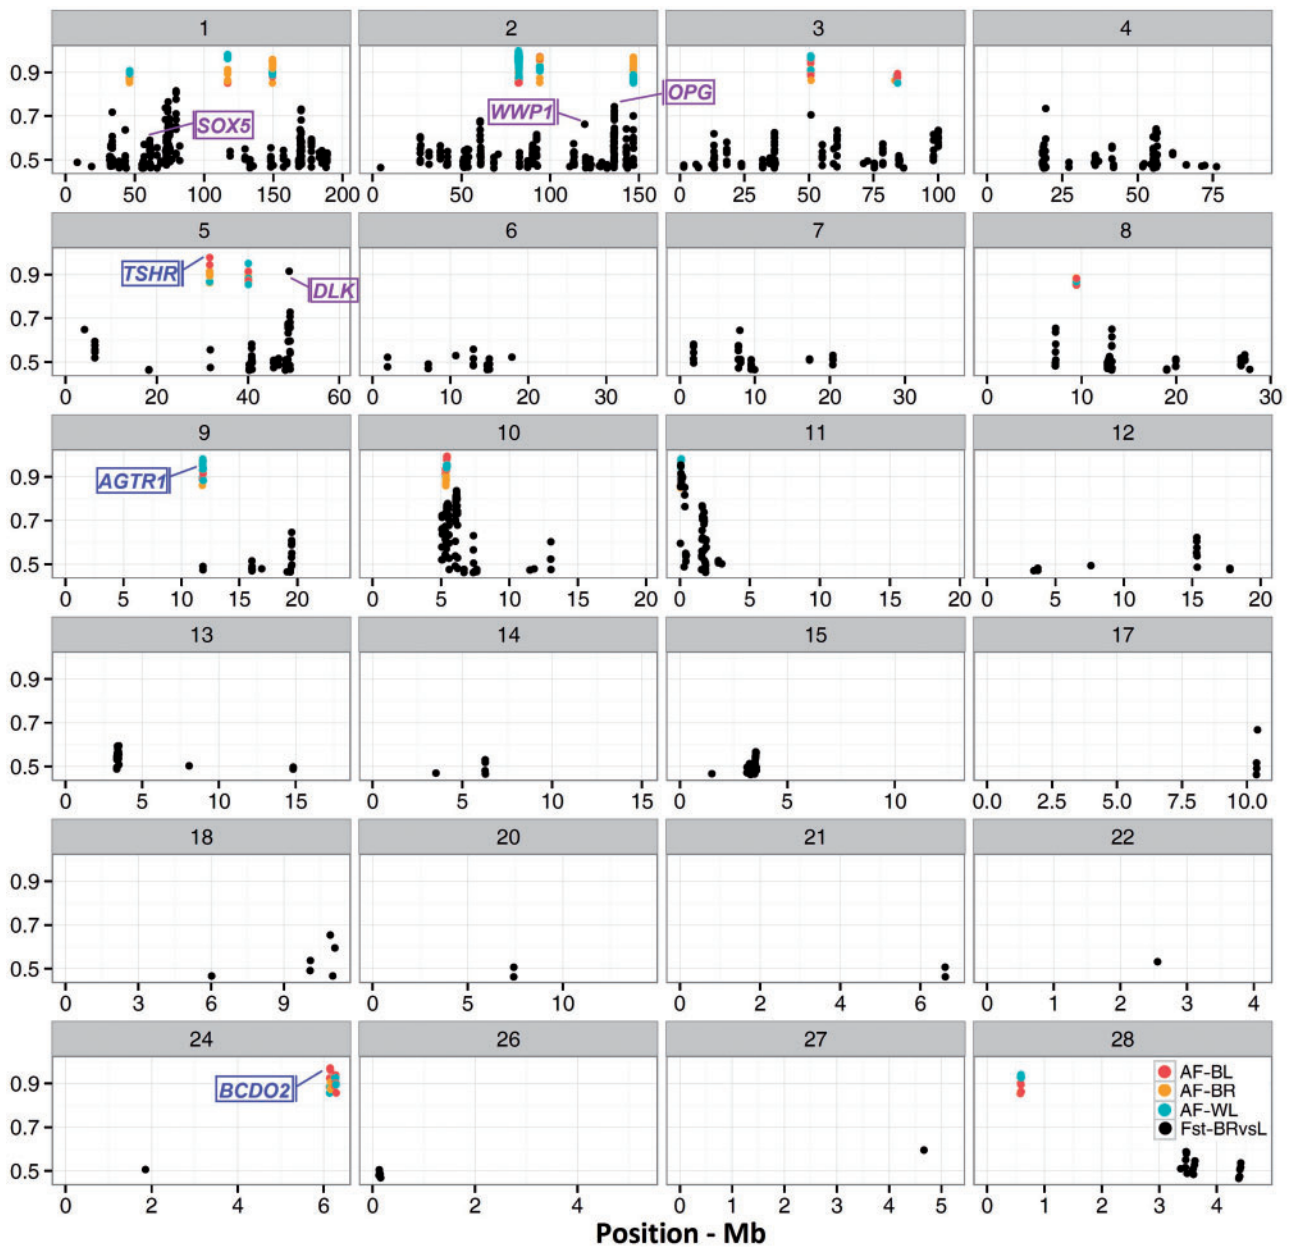 1 2 3 4
0.9
0.7
0.5
SOX5 WWP1 OPG
0 50 100 150 200 0 50 100 150 0 25 50 75 100 0 25 50 75
5 6 7 8
0.9
0.7
0.5
TSHR DLK
0 20 40 60 0 10 20 30 0 10 20 30 0 10 20 30
9 10 11 12
0.9
0.7
0.5
AGTR1
0 5 10 15 20 0 5 10 15 20 0 5 10 15 20 0 5 10 15 20
13 14 15 17
0.9
0.7
0.5
0 5 10 15 0 5 10 15 0 5 10 0.0 2.5 5.0 7.5 10.0
18 20 21 22
0.9
0.7
0.5
0 3 6 9 0 5 10 0 2 4 6 0 1 2 3 4
24 26 27 28
0.9
0.7
0.5
BCDO2
AF-BL
AF-BR
AF-WL
Fst-BRvsL
0 2 4 6 0 2 4 0 1 2 3 4 5 0 1 2 3 4
Position - Mb